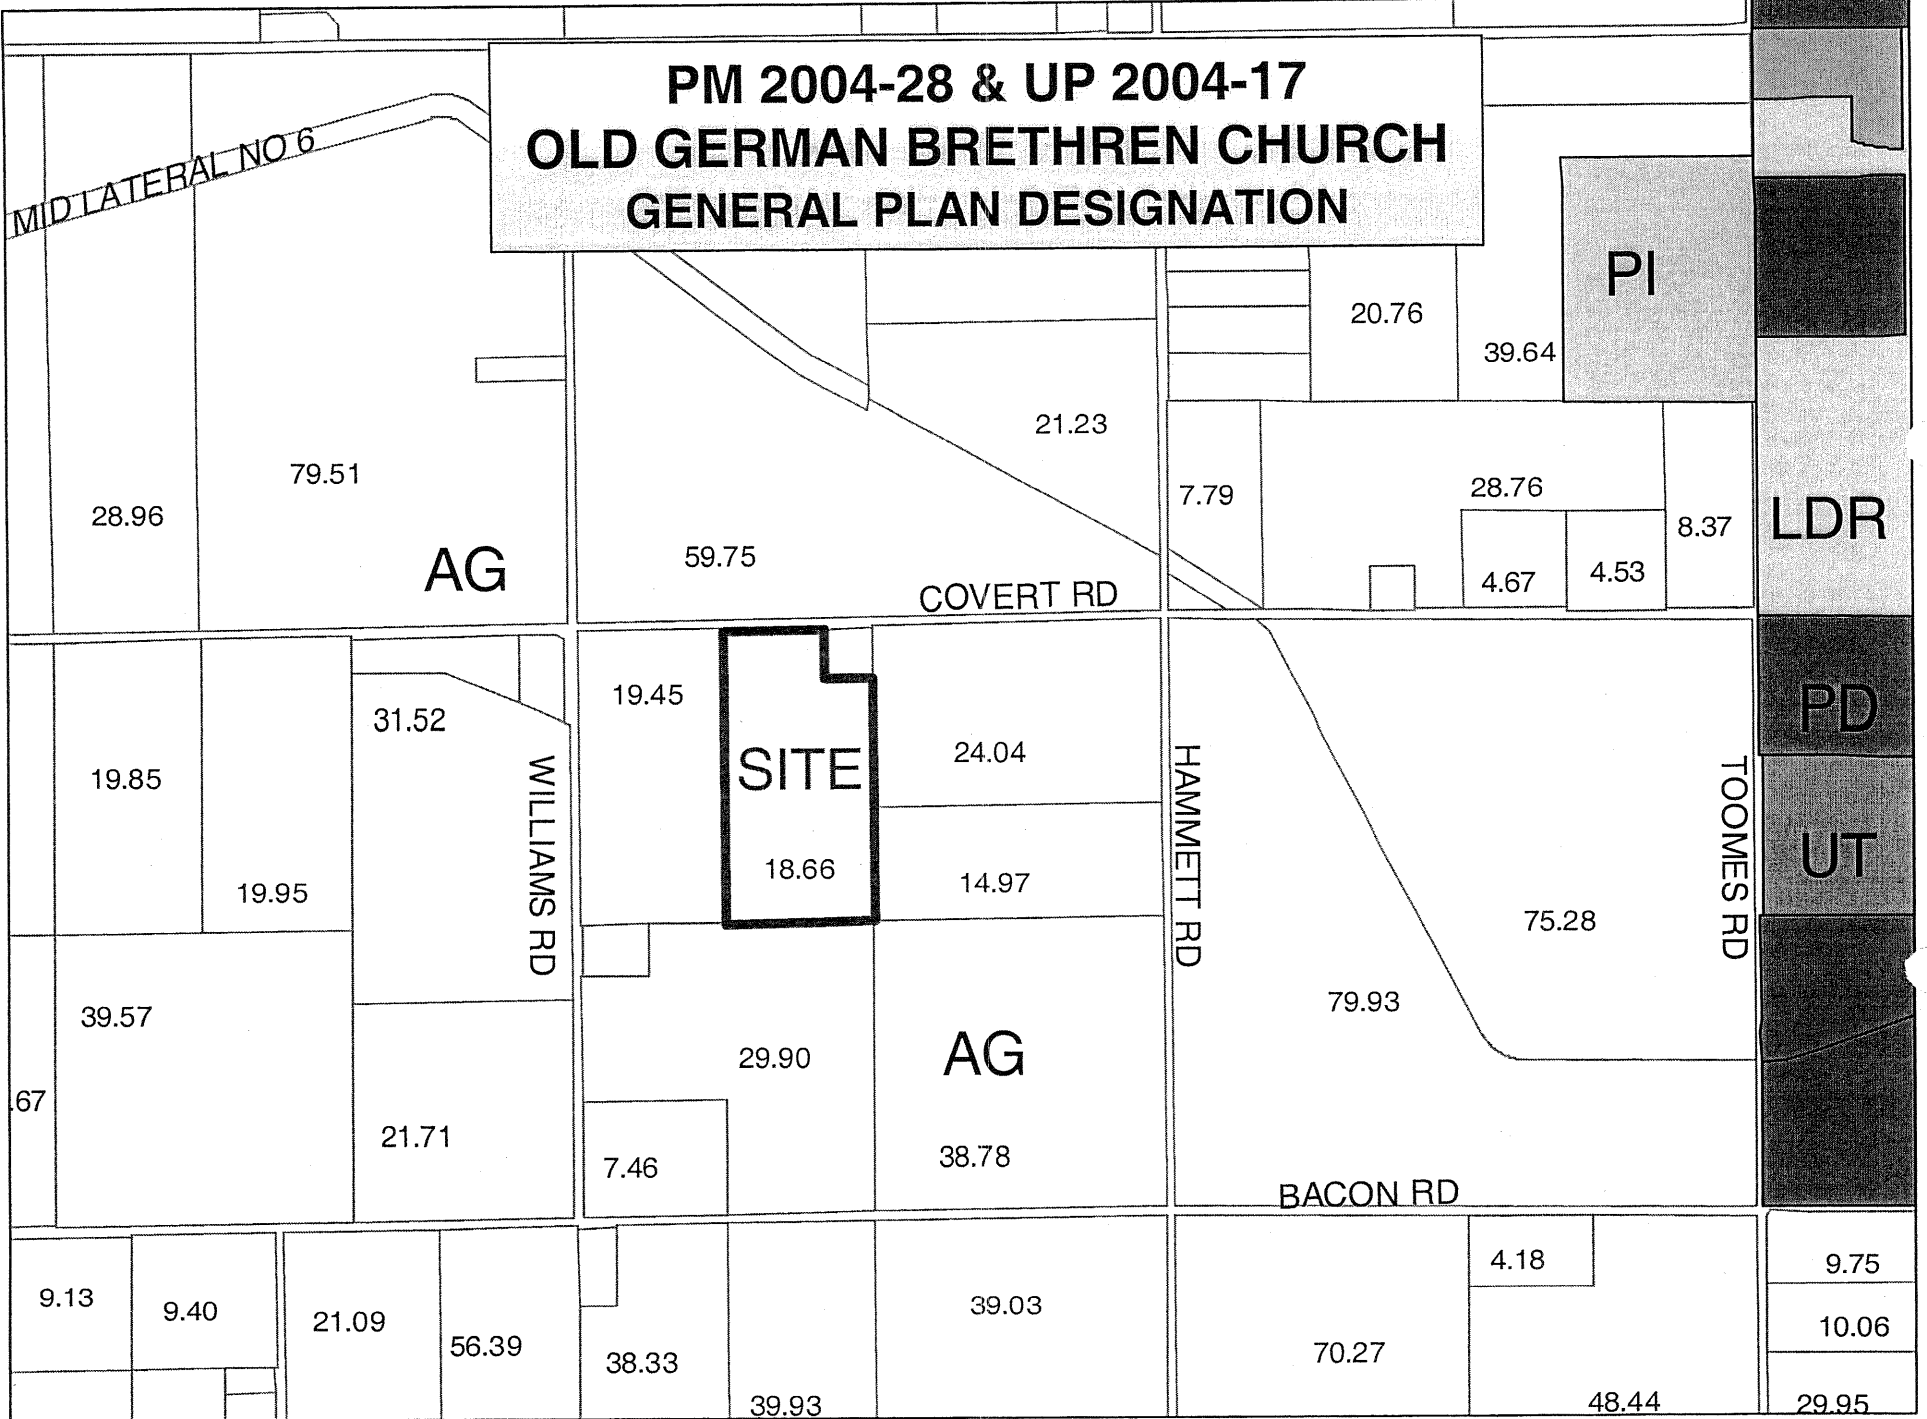 PM 2004-28 & UP 2004-17
OLD GERMAN BRETHREN CHURCH
GENERAL PLAN DESIGNATION
MID LATERAL NO 6
PI
20.76
39.64
21.23
79.51
28.96
7.79
28.76
8.37
LDR
AG
59.75
4.67
4.53
COVERT RD
19.45
31.52
PD
24.04
SITE
19.85
WILLIAMS RD
HAMMETT RD
TOOMES RD
UT
18.66
14.97
19.95
75.28
79.93
39.57
29.90
AG
.67
21.71
7.46
38.78
BACON RD
4.18
9.75
9.13
9.40
21.09
39.03
10.06
56.39
38.33
70.27
39.93
48.44
29.95